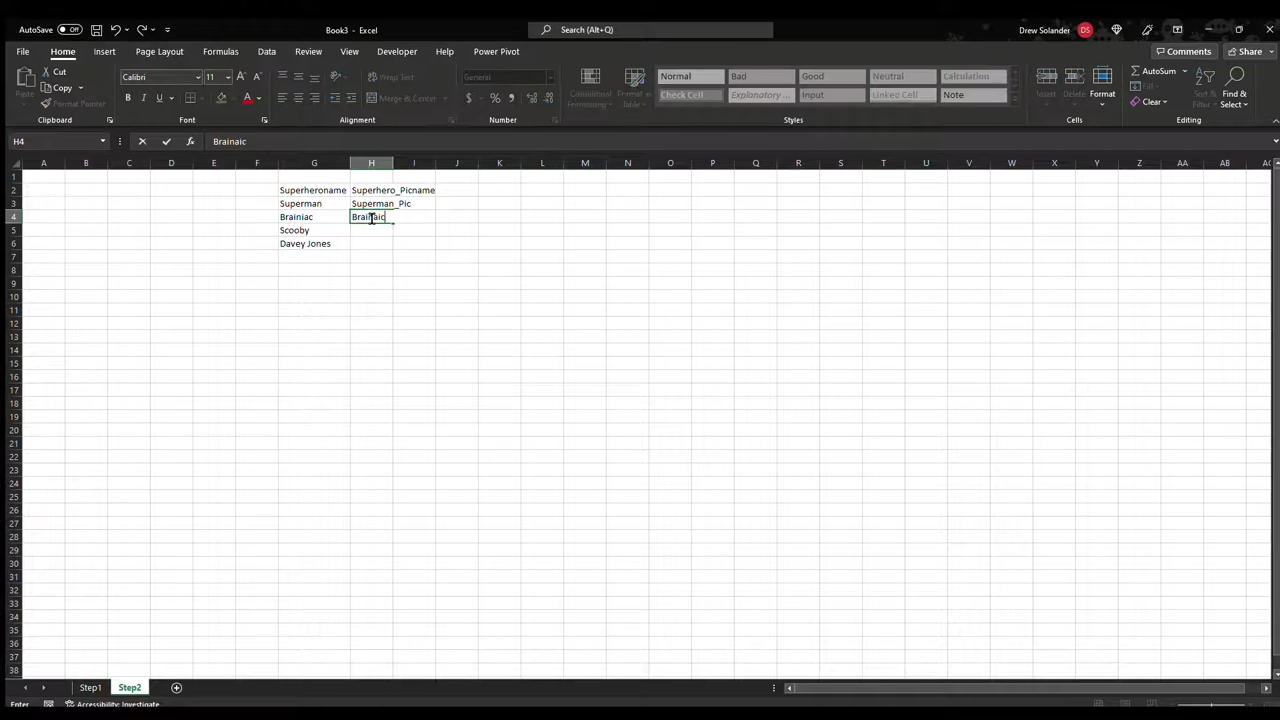 AutoSave Off Book3 - Excel Search (Alt+Q) Drew Solander DS
File Home Insert Page Layout Formulas Data Review View Developer Help Power Pivot Comments Share
Cut Calibri 11 Wrap Text General Normal Bad Good Neutral Calculation AutoSum
Copy Fill
Paste Format Painter Merge & Center Conditional Formatting Format as Table Check Cell Explanatory ... Input Linked Cell Note Insert Delete Format Clear Sort & Filter Find & Select
Clipboard Font Alignment Number Styles Cells Editing
H4 Brainaic
A B C D E F G H I J K L M N O P Q R S T U V W X Y Z AA AB AC
1
2 Superheroname Superhero_Picname
3 Superman Superman_Pic
4 Brainiac Brainaic
5 Scooby
6 Davey Jones
7
8
9
10
11
12
13
14
15
16
17
18
19
20
21
22
23
24
25
26
27
28
29
30
31
32
33
34
35
36
37
38
Step1 Step2
Enter Accessibility: Investigate